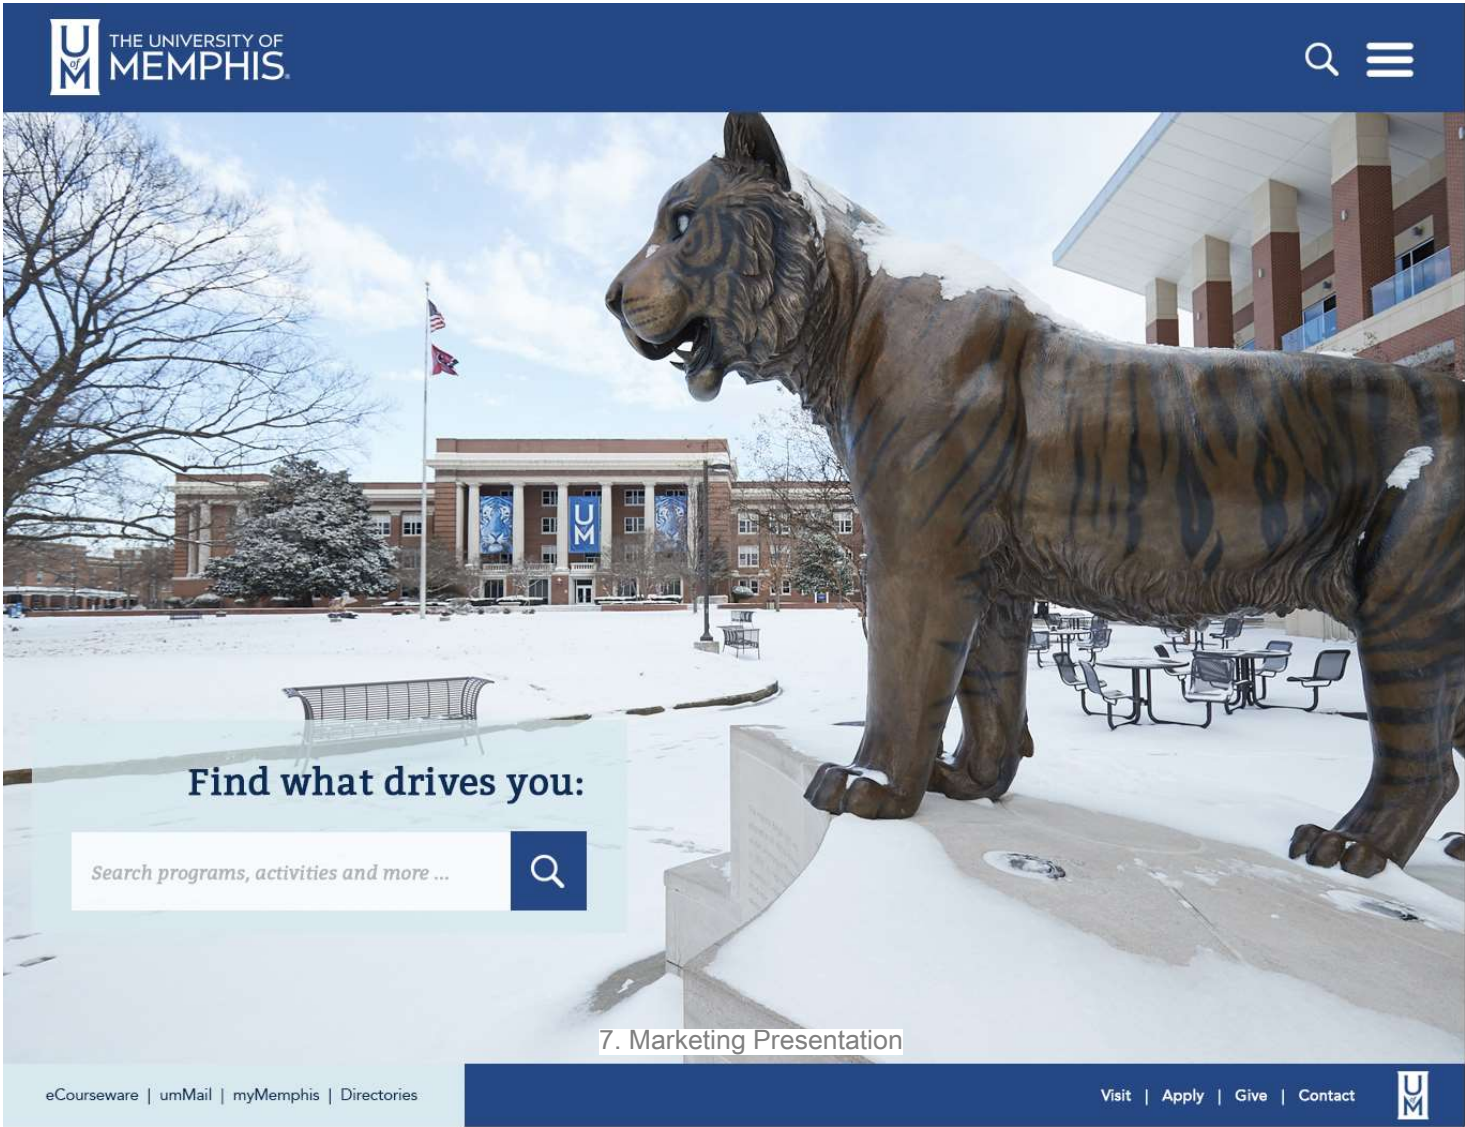 U
of
M
THE UNIVERSITY OF
MEMPHIS
U
M
Find what drives you:
Search programs, activities and more ...
7. Marketing Presentation
eCourseware | umMail | myMemphis | Directories
Visit | Apply | Give | Contact
U
M